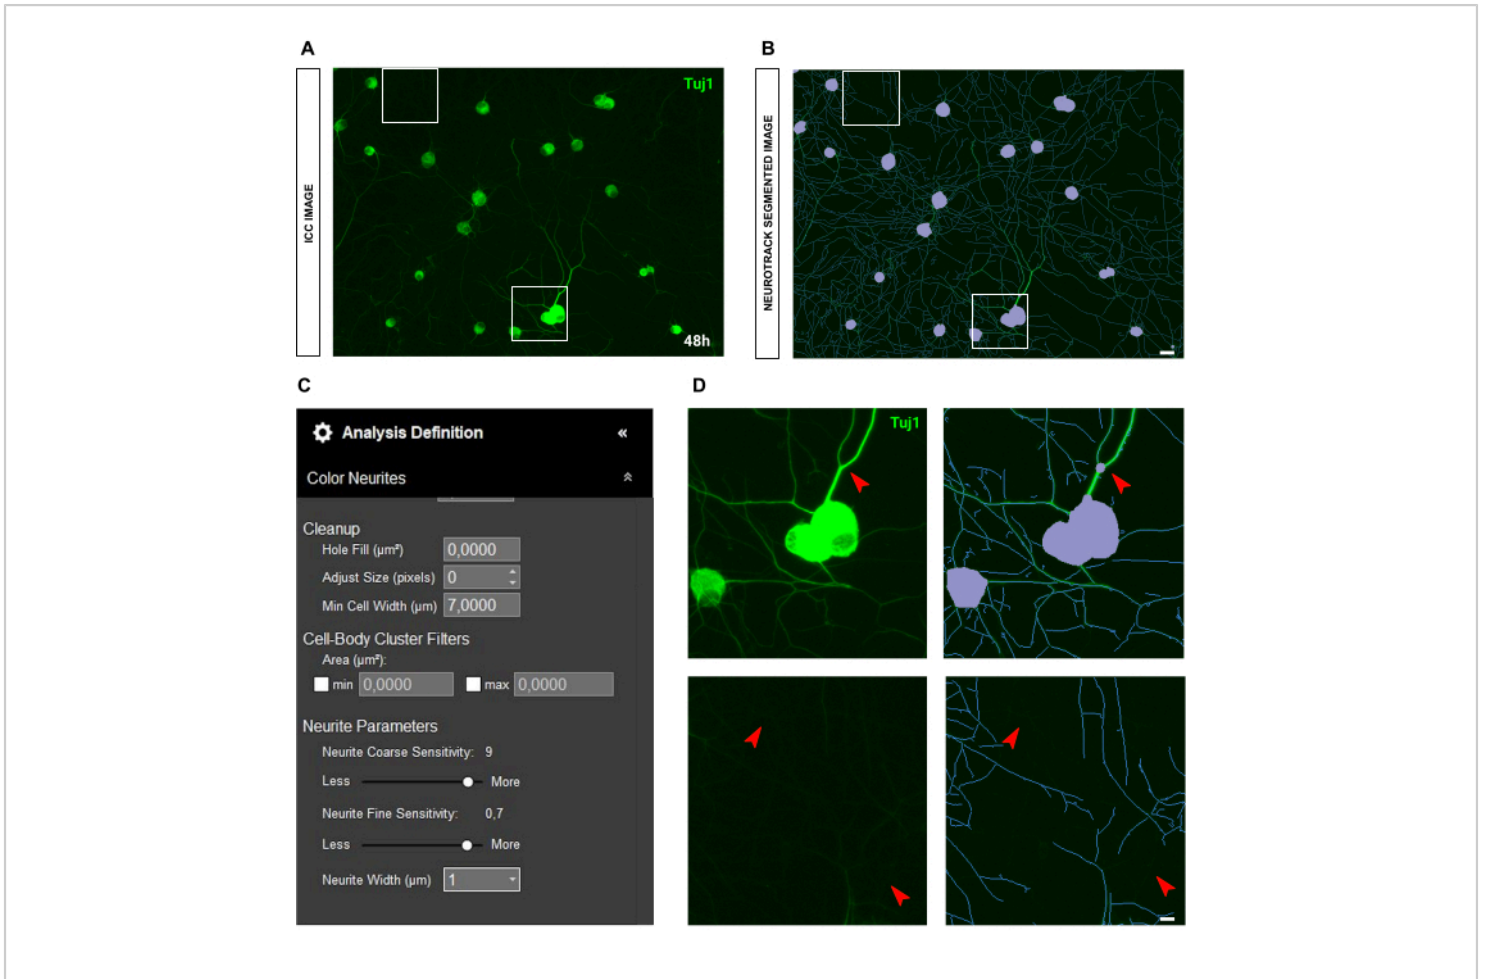 A
B
ICC IMAGE
Tuj1
48h
NEUROTRACK SEGMENTED IMAGE
C
D
Analysis Definition «
Color Neurites
Cleanup
Hole Fill (µm²) 0,0000
Adjust Size (pixels) 0
Min Cell Width (µm) 7,0000
Cell-Body Cluster Filters
Area (µm²):
min 0,0000 max 0,0000
Neurite Parameters
Neurite Coarse Sensitivity: 9
Less More
Neurite Fine Sensitivity: 0,7
Less More
Neurite Width (µm) 1
Tuj1